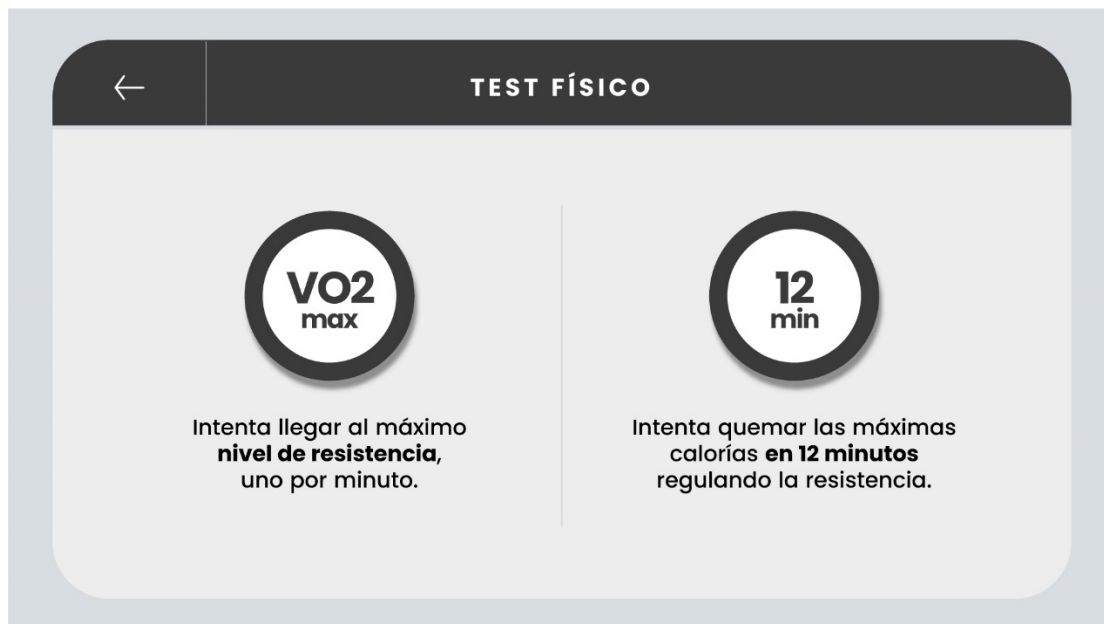 TEST FÍSICO
VO2
max
Intenta llegar al máximo
nivel de resistencia,
uno por minuto.
12
min
Intenta quemar las máximas
calorías en 12 minutos
regulando la resistencia.